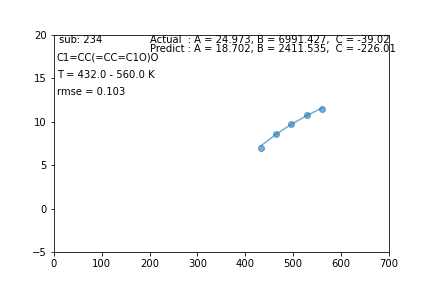 sub: 234
Actual : A = 24.973, B = 6991.427, C = -39.02
Predict : A = 18.702, B = 2411.535, C = -226.01
C1=CC(=CC=C1O)O
T = 432.0 - 560.0 K
rmse = 0.103
20
15
10
5
0
−5
0 100 200 300 400 500 600 700